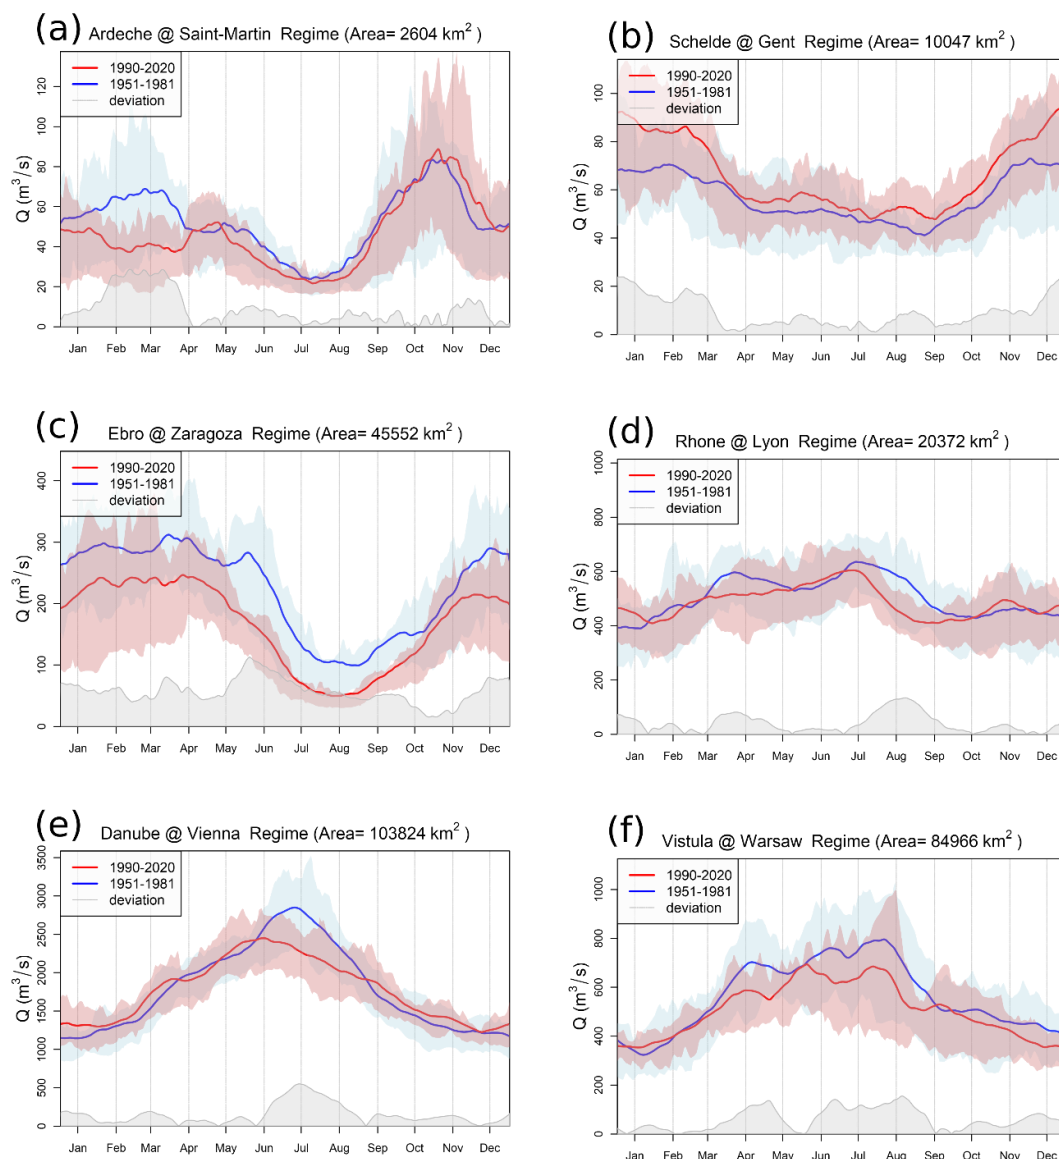 (a)
Ardeche @ Saint-Martin Regime (Area= 2604 km²)
1990-2020
1951-1981
deviation
Q (m³/s)
120
100
80
60
40
20
0
Jan Feb Mar Apr May Jun Jul Aug Sep Oct Nov Dec
(b)
Schelde @ Gent Regime (Area= 10047 km²)
1990-2020
1951-1981
deviation
Q (m³/s)
100
80
60
40
20
0
Jan Feb Mar Apr May Jun Jul Aug Sep Oct Nov Dec
(c)
Ebro @ Zaragoza Regime (Area= 45552 km²)
1990-2020
1951-1981
deviation
Q (m³/s)
400
300
200
100
0
Jan Feb Mar Apr May Jun Jul Aug Sep Oct Nov Dec
(d)
Rhone @ Lyon Regime (Area= 20372 km²)
1990-2020
1951-1981
deviation
Q (m³/s)
1000
800
600
400
200
0
Jan Feb Mar Apr May Jun Jul Aug Sep Oct Nov Dec
(e)
Danube @ Vienna Regime (Area= 103824 km²)
1990-2020
1951-1981
deviation
Q (m³/s)
3500
3000
2500
2000
1500
1000
500
0
Jan Feb Mar Apr May Jun Jul Aug Sep Oct Nov Dec
(f)
Vistula @ Warsaw Regime (Area= 84966 km²)
1990-2020
1951-1981
deviation
Q (m³/s)
1000
800
600
400
200
0
Jan Feb Mar Apr May Jun Jul Aug Sep Oct Nov Dec